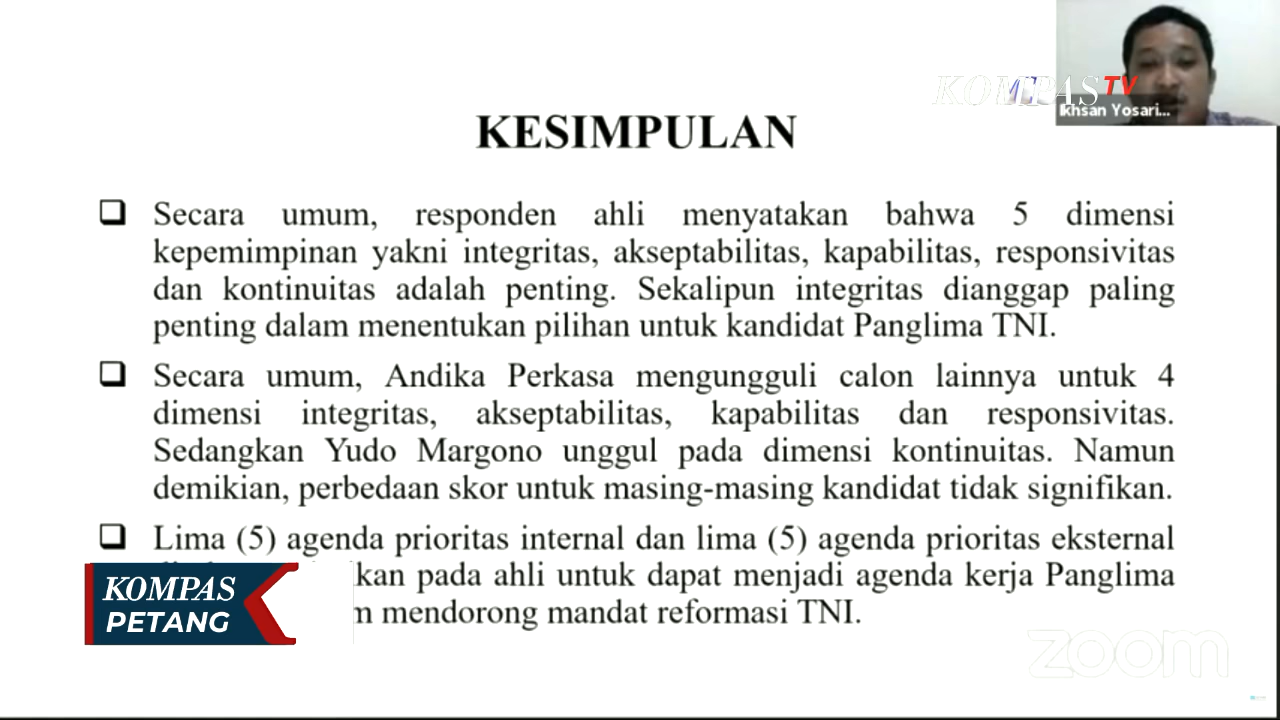 KOMPAS TV
Ikhsan Yosari...
KESIMPULAN
Secara umum, responden ahli menyatakan bahwa 5 dimensi
kepemimpinan yakni integritas, akseptabilitas, kapabilitas, responsivitas
dan kontinuitas adalah penting. Sekalipun integritas dianggap paling
penting dalam menentukan pilihan untuk kandidat Panglima TNI.
Secara umum, Andika Perkasa mengungguli calon lainnya untuk 4
dimensi integritas, akseptabilitas, kapabilitas dan responsivitas.
Sedangkan Yudo Margono unggul pada dimensi kontinuitas. Namun
demikian, perbedaan skor untuk masing-masing kandidat tidak signifikan.
Lima (5) agenda prioritas internal dan lima (5) agenda prioritas eksternal
kan pada ahli untuk dapat menjadi agenda kerja Panglima
m mendorong mandat reformasi TNI.
KOMPAS
PETANG
zoom